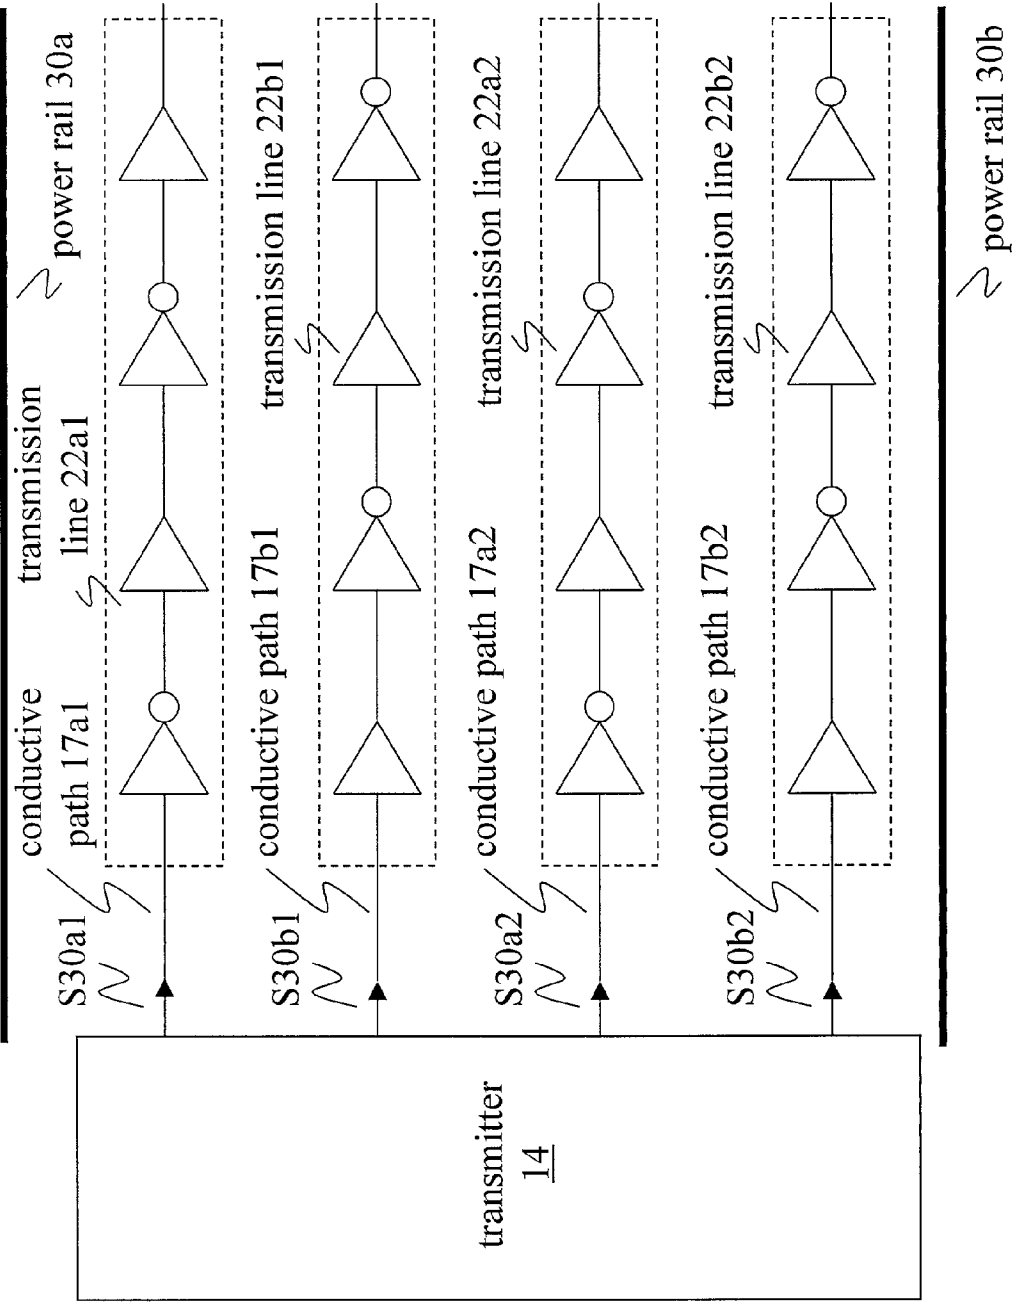 power rail 30a
transmission
line 22a1
conductive
path 17a1
S30a1
transmission line 22b1
conductive path 17b1
S30b1
transmission line 22a2
conductive path 17a2
S30a2
transmission line 22b2
conductive path 17b2
S30b2
power rail 30b
transmitter
14